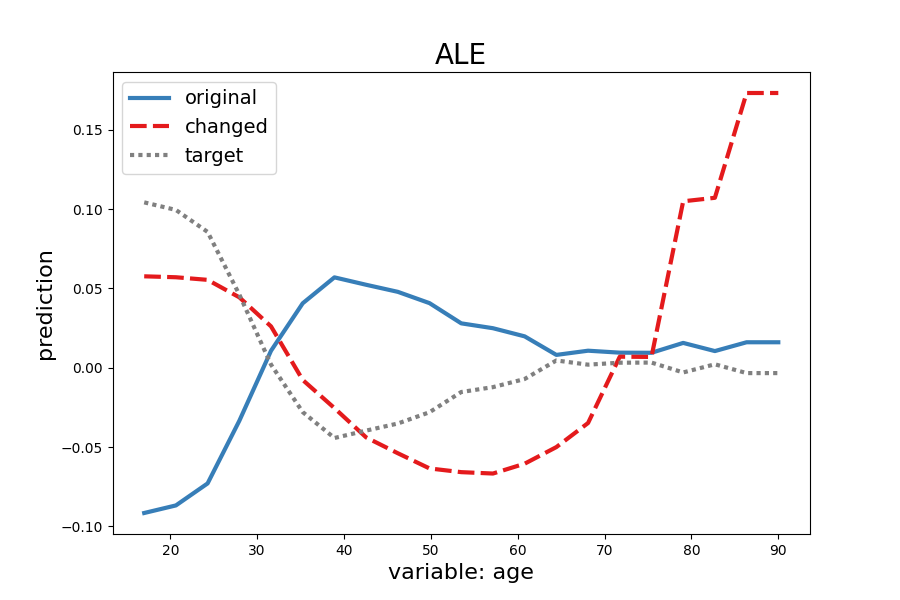 ALE
original
changed
target
prediction
0.15
0.10
0.05
0.00
−0.05
−0.10
20 30 40 50 60 70 80 90
variable: age